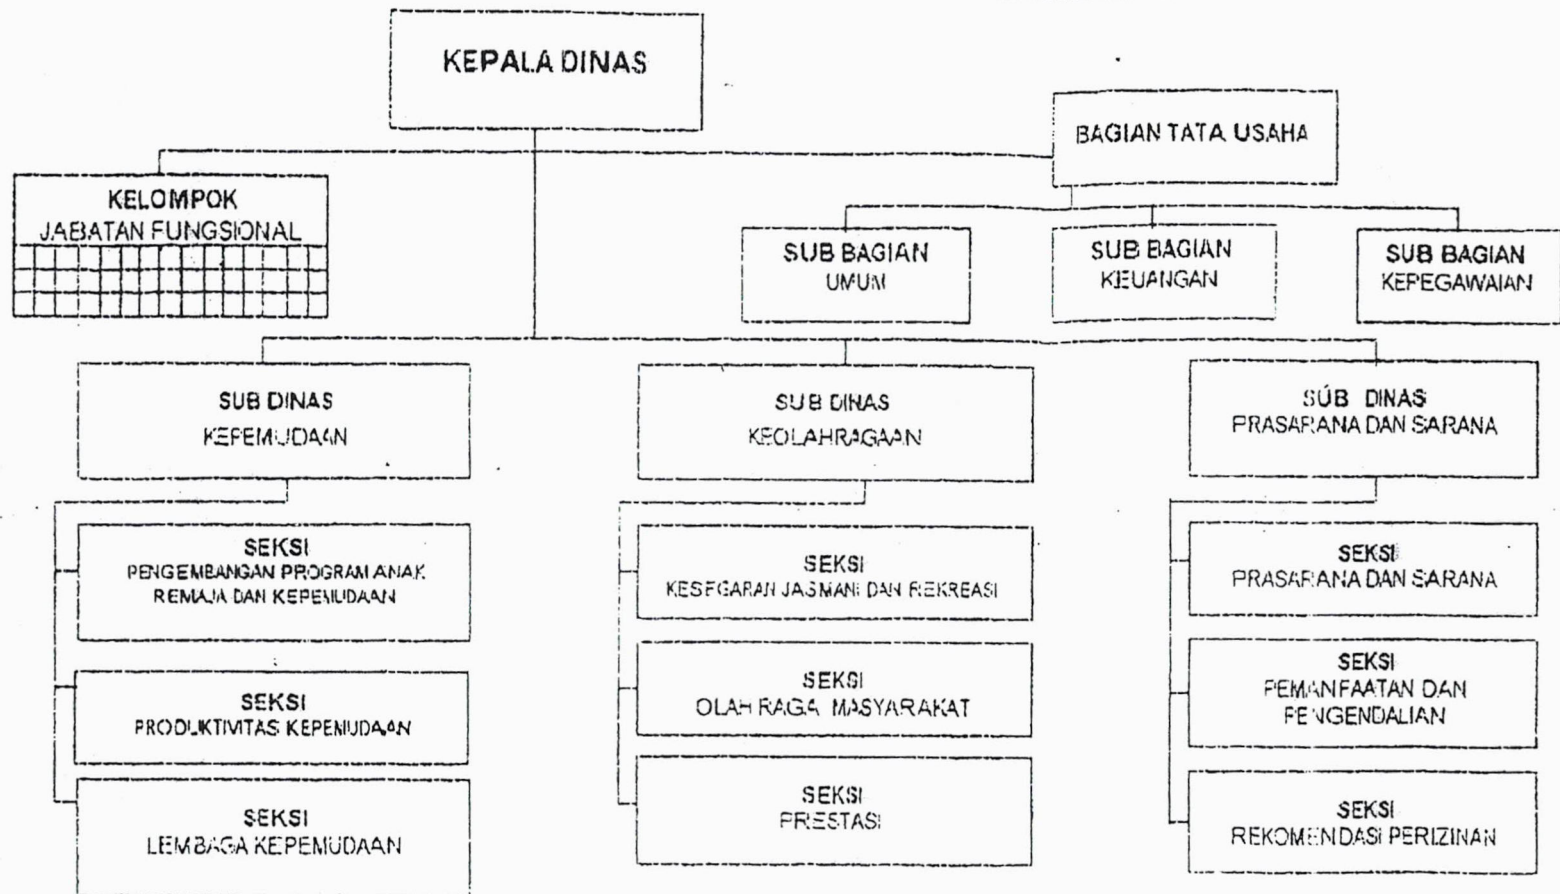 KEPALA DINAS
BAGIAN TATA USAHA
KELOMPOK
JABATAN FUNGSIONAL
SUB BAGIAN
UMUM
SUB BAGIAN
KEUANGAN
SUB BAGIAN
KEPEGAWAIAN
SUB DINAS
KEPEMUDAAN
SUB DINAS
KEOLAHRAGAAN
SUB DINAS
PRASARANA DAN SARANA
SEKSI
PENGEMBANGAN PROGRAM ANAK
REMAJA DAN KEPEMUDAAN
SEKSI
PRODUKTIVITAS KEPEMUDAAN
SEKSI
LEMBAGA KEPEMUDAAN
SEKSI
KESEGARAN JASMANI DAN REKREASI
SEKSI
OLAH RAGA MASYARAKAT
SEKSI
PRESTASI
SEKSI
PRASARANA DAN SARANA
SEKSI
PEMANFAATAN DAN
PENGENDALIAN
SEKSI
REKOMENDASI PERIZINAN